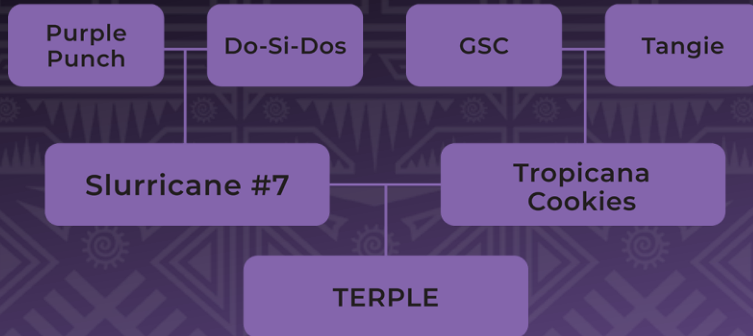 Purple
Punch
Do-Si-Dos
GSC
Tangie
Slurricane #7
Tropicana
Cookies
TERPLE